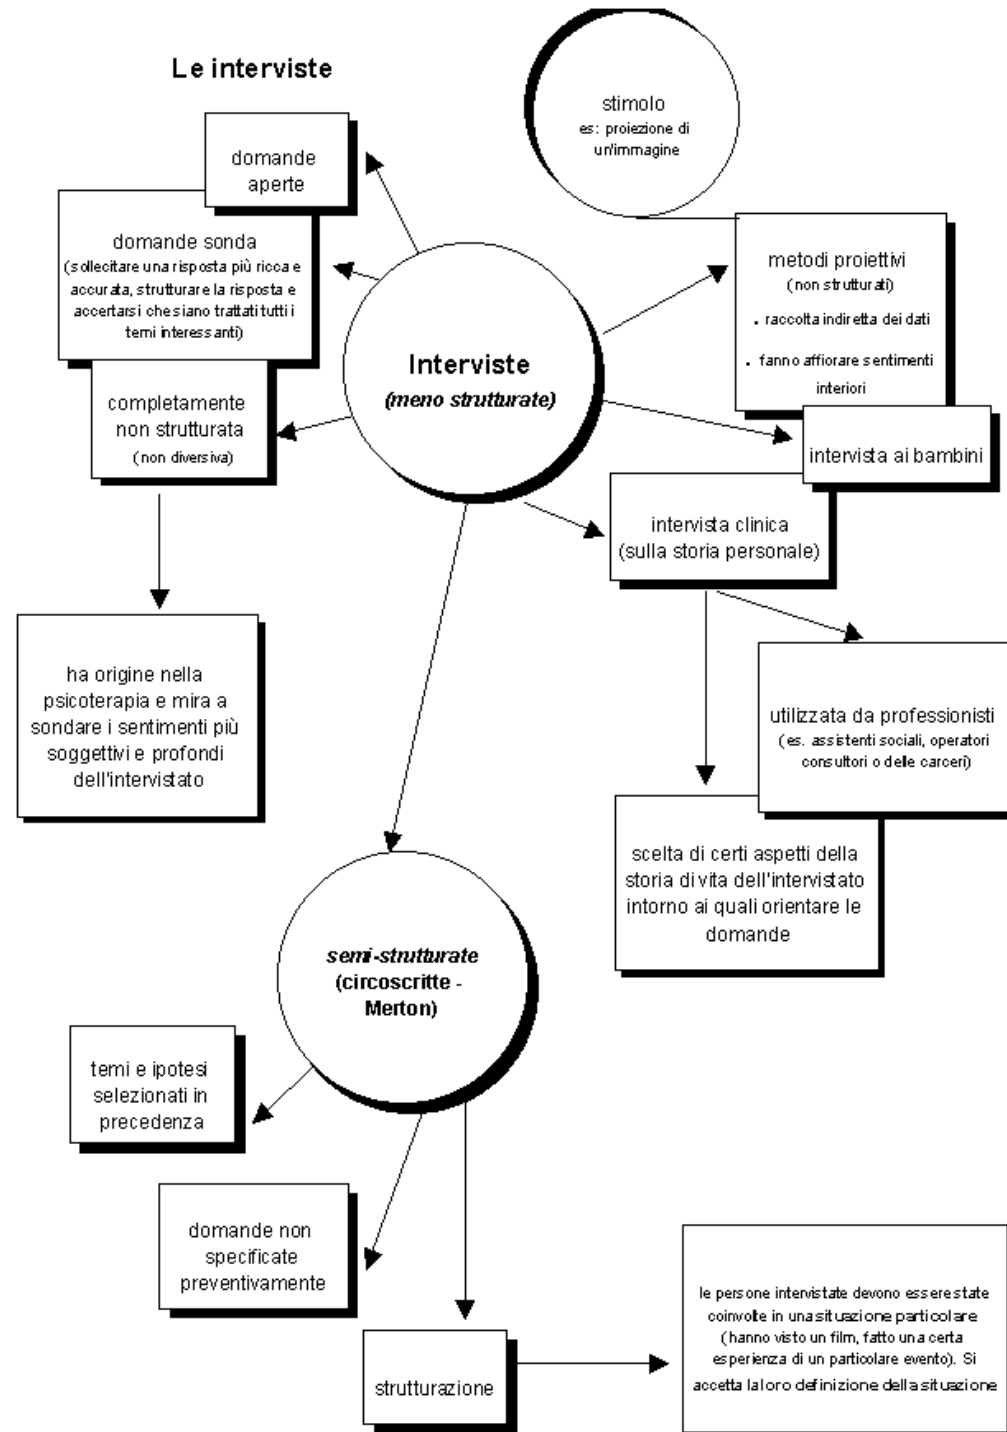 Le interviste
stimolo
es: proiezione di
un'immagine
domande
aperte
domande sonda
(sollecitare una risposta più ricca e
accurata, strutturare la risposta e
accertarsi che siano trattati tutti i
temi interessanti)
completamente
non strutturata
(non diversiva)
Interviste
(meno strutturate)
metodi proiettivi
(non strutturati)
. raccolta indiretta dei dati
. fanno affiorare sentimenti
interiori
intervista ai bambini
intervista clinica
(sulla storia personale)
ha origine nella
psicoterapia e mira a
sondare i sentimenti più
soggettivi e profondi
dell'intervistato
utilizzata da professionisti
(es. assistenti sociali, operatori
consultori o delle carceri)
scelta di certi aspetti della
storia di vita dell'intervistato
intorno ai quali orientare le
domande
semi-strutturate
(circoscritte -
Merton)
temi e ipotesi
selezionati in
precedenza
domande non
specificate
preventivamente
strutturazione
le persone intervistate devono essere state
coinvolte in una situazione particolare
(hanno visto un film, fatto una certa
esperienza di un particolare evento). Si
accetta la loro definizione della situazione